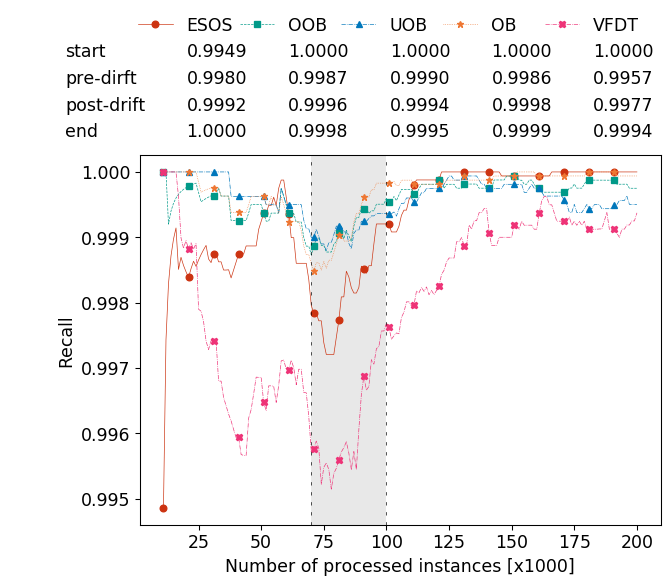 ESOS OOB UOB OB VFDT
start 0.9949 1.0000 1.0000 1.0000 1.0000
pre-dirft 0.9980 0.9987 0.9990 0.9986 0.9957
post-drift 0.9992 0.9996 0.9994 0.9998 0.9977
end 1.0000 0.9998 0.9995 0.9999 0.9994
1.000
0.999
0.998
0.997
0.996
0.995
Recall
25 50 75 100 125 150 175 200
Number of processed instances [x1000]